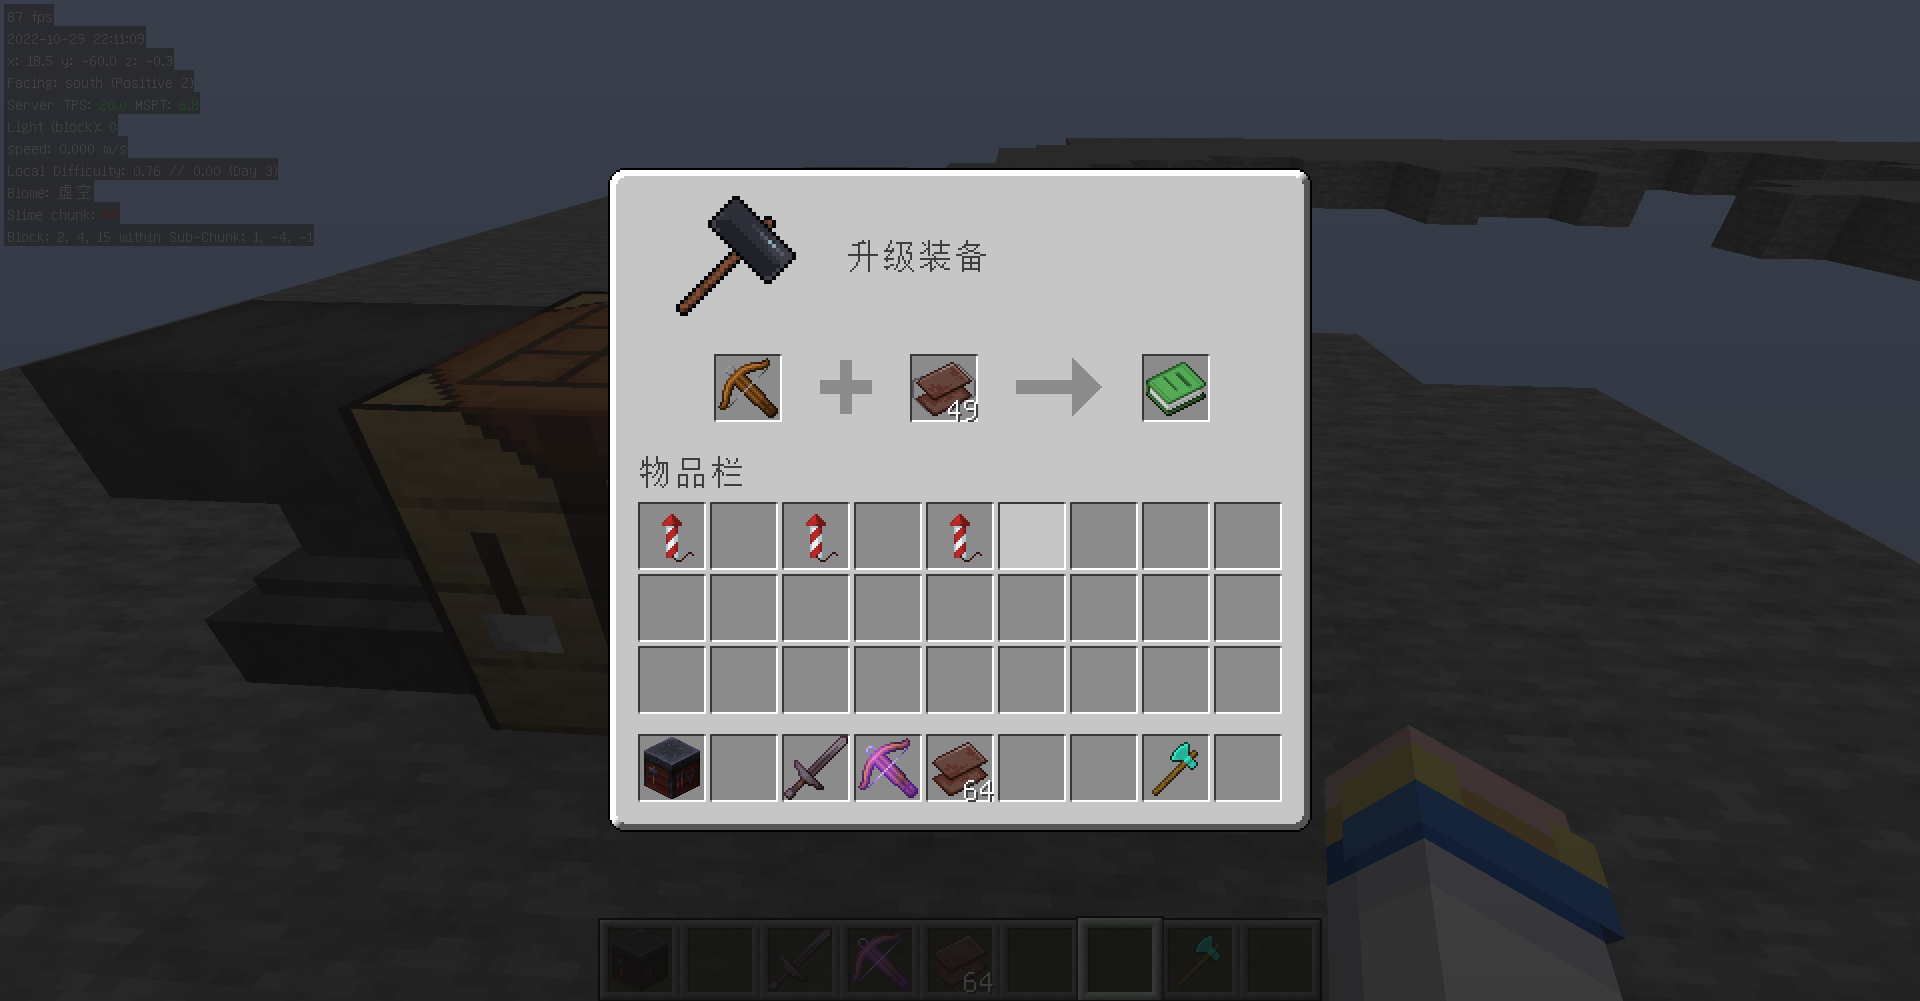 87 fps
2022-10-29 22:11:09
x: 18.5 y: -60.0 z: -0.3
Facing: south (Positive Z)
Server TPS: 20.0 MSPT: 6.8
Light (block): 0
speed: 0.000 m/s
Local Difficulty: 0.76 // 0.00 (Day 3)
Biome: 虚空
Slime chunk:
Block: 2, 4, 15 within Sub-Chunk: 1, -4, -1
升级装备
49
物品栏
64
64